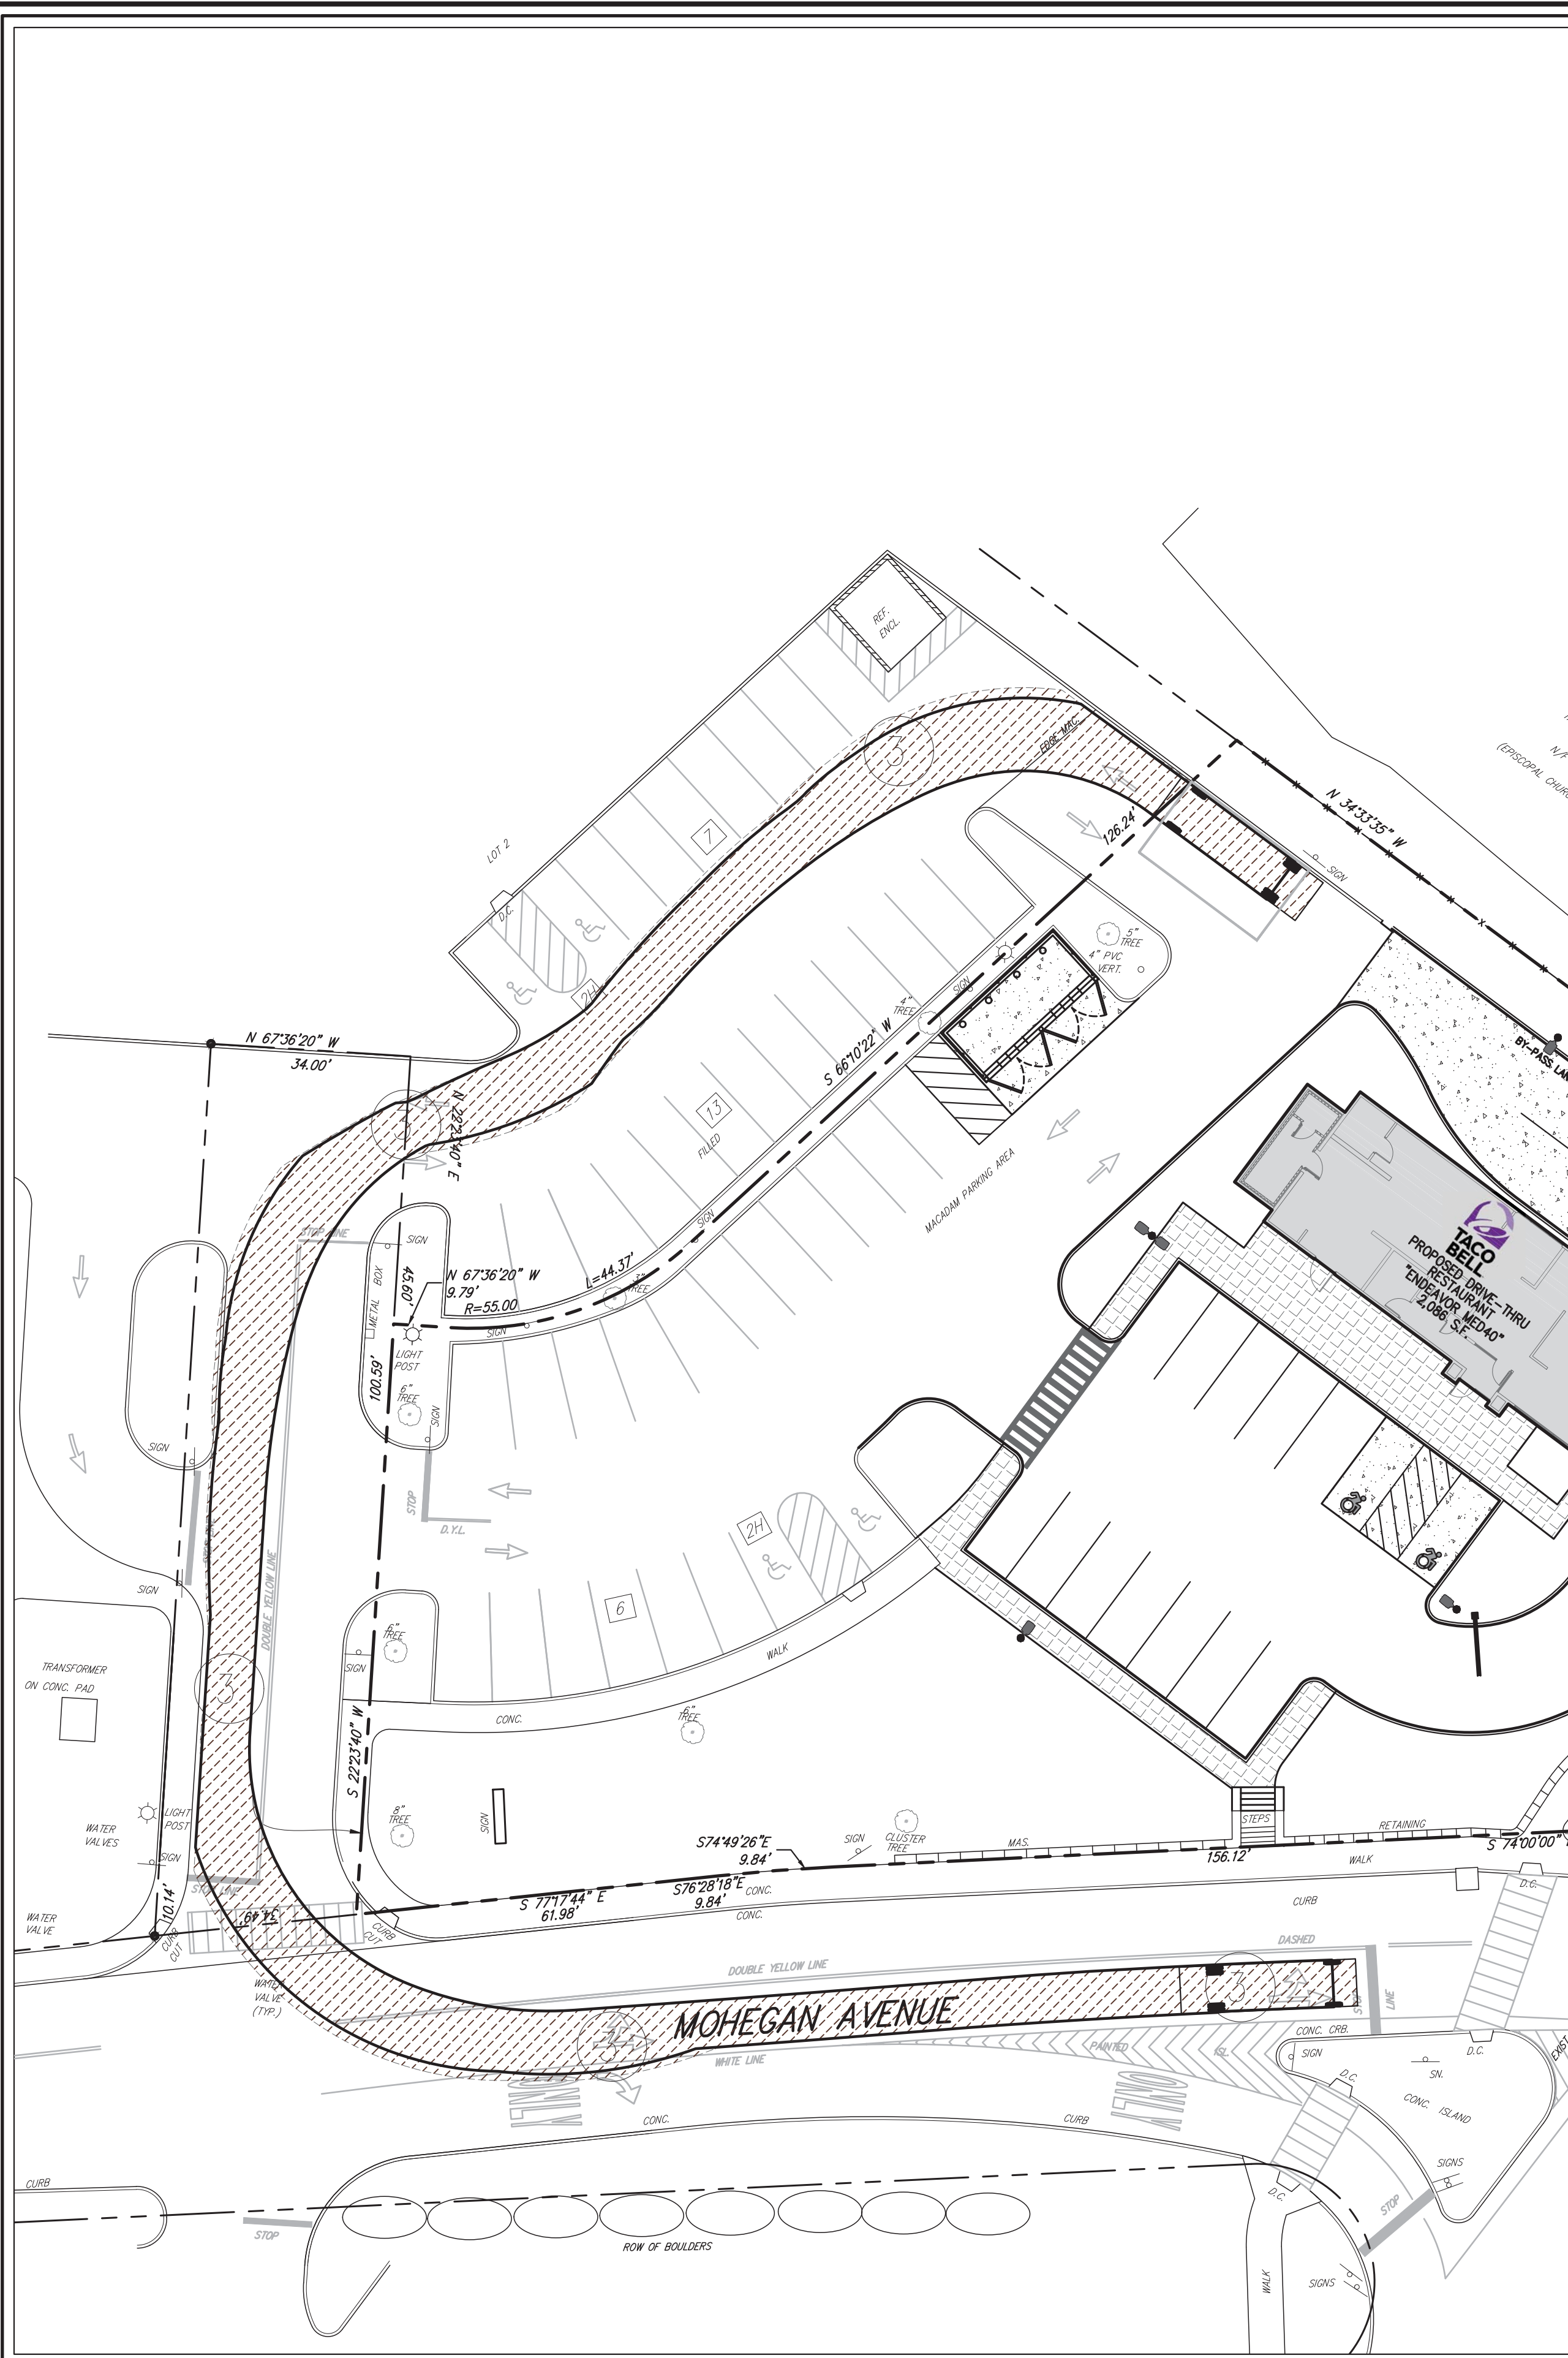 REF.
ENCL.
EDGE MAC.
N/F
N 34°33'35" W
126.24'
SIGN
LOT 2
7
D.C.
2H
5"
TREE
4" PVC
VERT.
SIGN
4"
TREE
S 66°10'22" W
N 67°36'20" W
34.00'
N 22°23'40" E
13
FILLED
MACADAM PARKING AREA
STOP LINE
SIGN
METAL BOX
45.60'
N 67°36'20" W
9.79'
R=55.00
L=44.37'
SIGN
TREE
SIGN
LIGHT
POST
100.59'
6"
TREE
SIGN
TACO
BELL
PROPOSED DRIVE-THRU
RESTAURANT
"ENDEAVOR MED40"
2,086 S.F.
SIGN
STOP
D.Y.L.
2H
6
DOUBLE YELLOW LINE
SIGN
6"
TREE
SIGN
WALK
TRANSFORMER
ON CONC. PAD
3
CONC.
6"
TREE
S 22°23'40" W
WATER
VALVES
LIGHT
POST
SIGN
8"
TREE
SIGN
SIGN
CLUSTER
TREE
MAS.
STEPS
RETAINING
S74°49'26"E
9.84'
156.12'
WALK
S 74°00'00"
S76°28'18"E
9.84'
CONC.
S 77°17'44" E
61.98'
CONC.
CURB
D.C.
WATER
VALVE
10.14'
34.49'
CURB
CUT
CURB
CUT
WATER
VALVE
(TYP.)
DOUBLE YELLOW LINE
DASHED
MOHEGAN AVENUE
3
LINE
WHITE LINE
PAINTED
ISL.
CONC. CRB.
SIGN
D.C.
D.C.
SN.
CONC. ISLAND
ONLY
ONLY
CONC.
CURB
SIGNS
D.C.
STOP
CURB
STOP
ROW OF BOULDERS
WALK
SIGNS